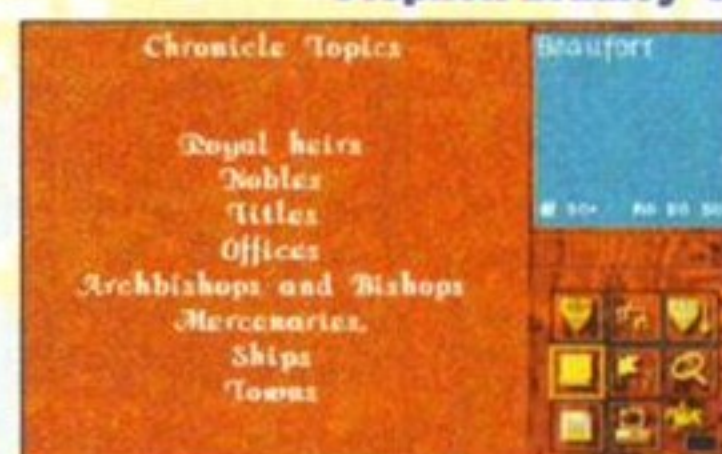 Chronicle Topics
Royal heirs
Nobles
Titles
Offices
Archbishops and Bishops
Mercenaries.
Ships
Towns
Beaufort